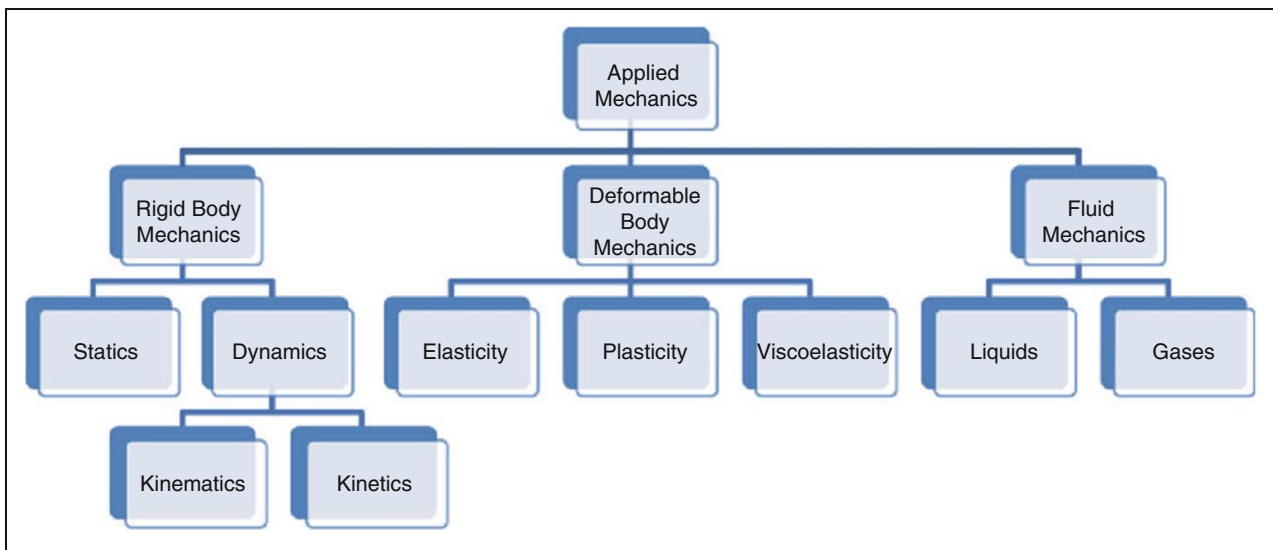 Applied
Mechanics
Rigid Body
Mechanics
Deformable
Body
Mechanics
Fluid
Mechanics
Statics
Dynamics
Elasticity
Plasticity
Viscoelasticity
Liquids
Gases
Kinematics
Kinetics